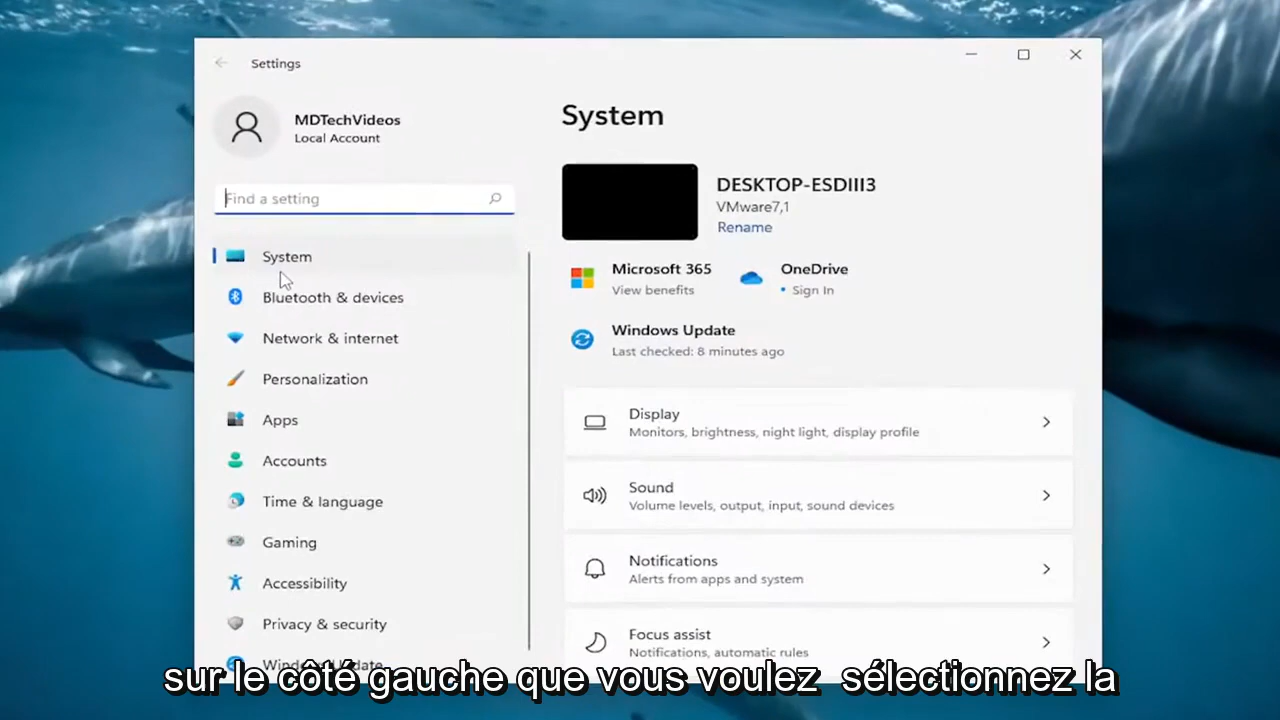 Settings
MDTechVideos
Local Account
Find a setting
System
Bluetooth & devices
Network & internet
Personalization
Apps
Accounts
Time & language
Gaming
Accessibility
Privacy & security
Windows Update
System
DESKTOP-ESDIII3
VMware7,1
Rename
Microsoft 365
View benefits
OneDrive
• Sign In
Windows Update
Last checked: 8 minutes ago
Display
Monitors, brightness, night light, display profile
Sound
Volume levels, output, input, sound devices
Notifications
Alerts from apps and system
Focus assist
Notifications, automatic rules
sur le côté gauche que vous voulez sélectionnez la